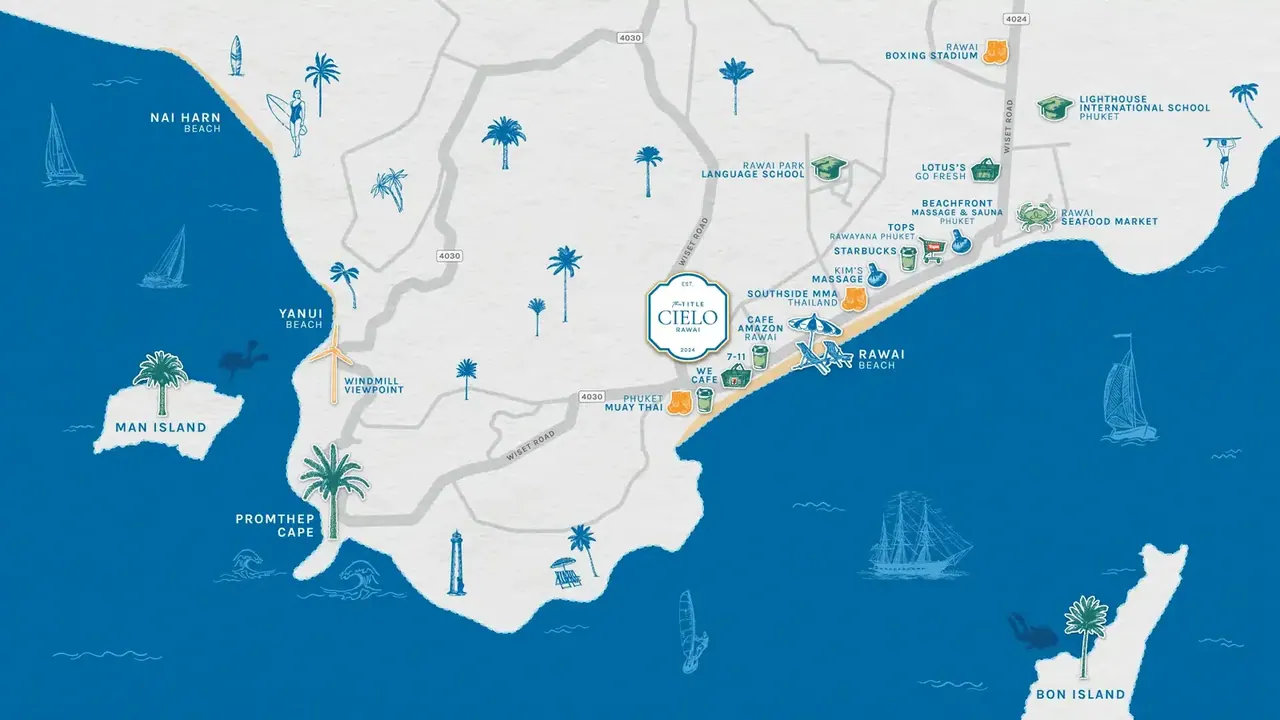 4024
4030
RAWAI
BOXING STADIUM
NAI HARN
BEACH
LIGHTHOUSE
INTERNATIONAL SCHOOL
PHUKET
WISET ROAD
RAWAI PARK
LANGUAGE SCHOOL
LOTUS'S
GO FRESH
BEACHFRONT
MASSAGE & SAUNA
PHUKET
RAWAI
SEAFOOD MARKET
TOPS
RAWAYANA PHUKET
STARBUCKS
WISET ROAD
4030
KIM'S
MASSAGE
SOUTHSIDE MMA
THAILAND
EST.
The TITLE
CIELO
RAWAI
2024
YANUI
BEACH
CAFE
AMAZON
RAWAI
7-11
RAWAI
BEACH
WE
CAFE
WINDMILL
VIEWPOINT
4030
PHUKET
MUAY THAI
MAN ISLAND
WISET ROAD
PROMTHEP
CAPE
BON ISLAND